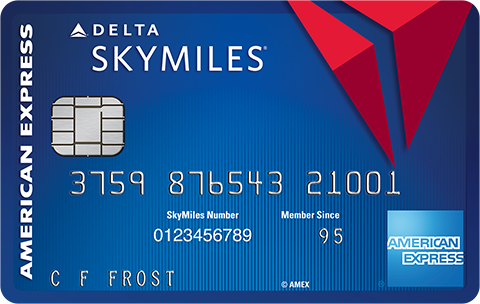 AMERICAN EXPRESS
DELTA
SKYMILES®
3759 876543 21001
SkyMiles Number Member Since
0123456789 95
AMERICAN
EXPRESS
C F FROST
© AMEX